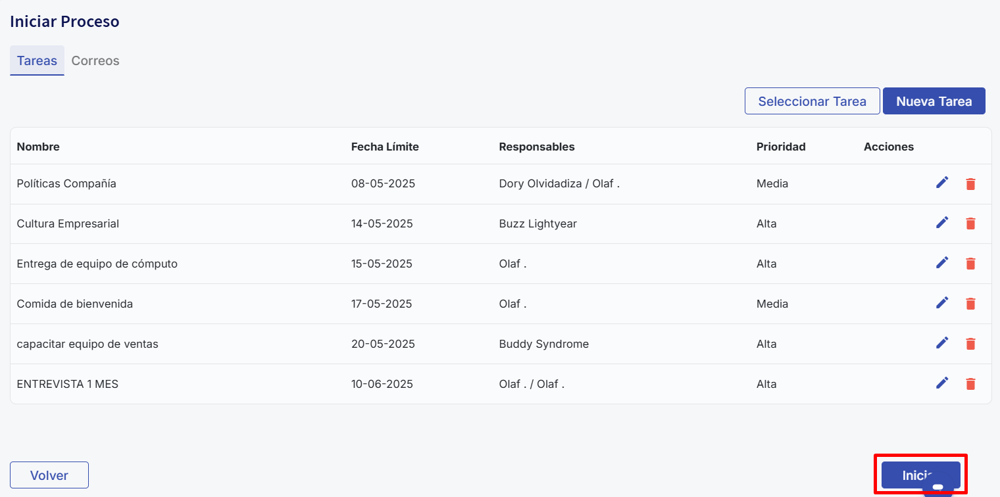 Iniciar Proceso
Tareas Correos
Seleccionar Tarea Nueva Tarea
Nombre Fecha Límite Responsables Prioridad Acciones
Políticas Compañía 08-05-2025 Dory Olvidadiza / Olaf . Media
Cultura Empresarial 14-05-2025 Buzz Lightyear Alta
Entrega de equipo de cómputo 15-05-2025 Olaf . Alta
Comida de bienvenida 17-05-2025 Olaf . Media
capacitar equipo de ventas 20-05-2025 Buddy Syndrome Alta
ENTREVISTA 1 MES 10-06-2025 Olaf . / Olaf . Alta
Volver